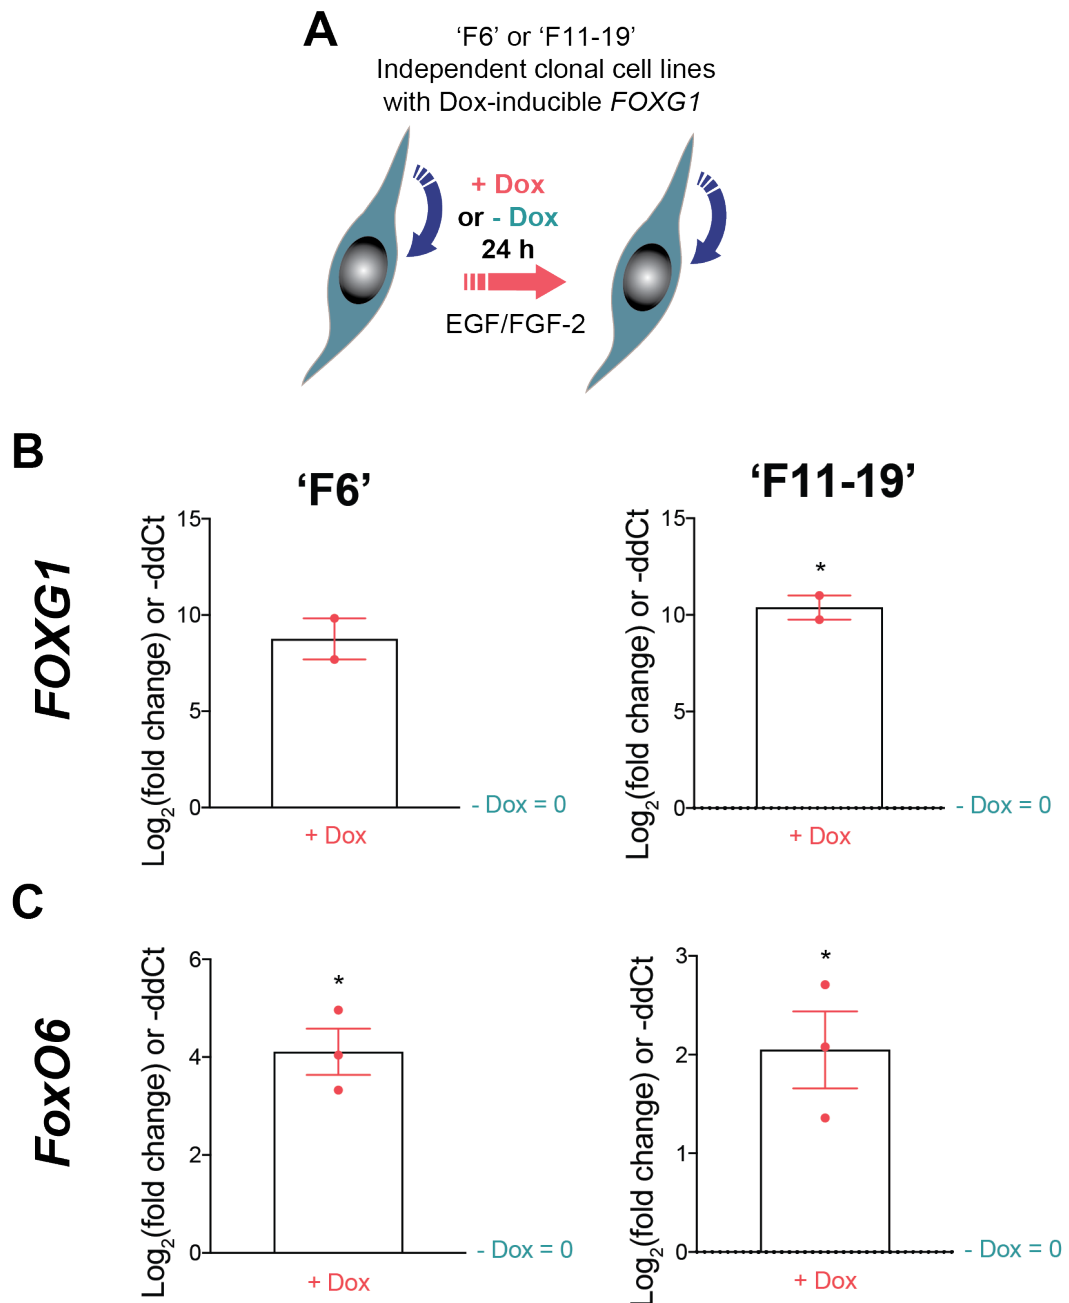 A
‘F6’ or ‘F11-19’
Independent clonal cell lines
with Dox-inducible FOXG1
+ Dox
or - Dox
24 h
EGF/FGF-2
B
‘F6’
‘F11-19’
FOXG1
Log2(fold change) or -ddCt
15
10
5
0
+ Dox
- Dox = 0
Log2(fold change) or -ddCt
15
10
5
0
*
+ Dox
- Dox = 0
C
FoxO6
Log2(fold change) or -ddCt
6
4
2
0
*
+ Dox
- Dox = 0
Log2(fold change) or -ddCt
3
2
1
0
*
+ Dox
- Dox = 0